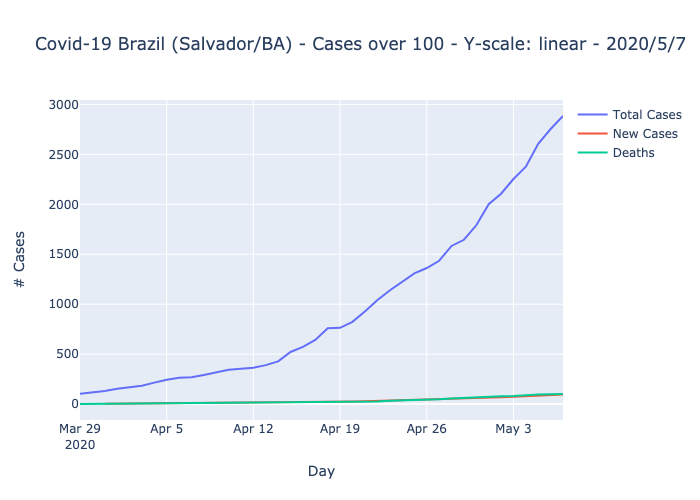 Covid-19 Brazil (Salvador/BA) - Cases over 100 - Y-scale: linear - 2020/5/7
3000
2500
2000
1500
1000
500
0
# Cases
Mar 29
2020
Apr 5
Apr 12
Apr 19
Apr 26
May 3
Day
Total Cases
New Cases
Deaths